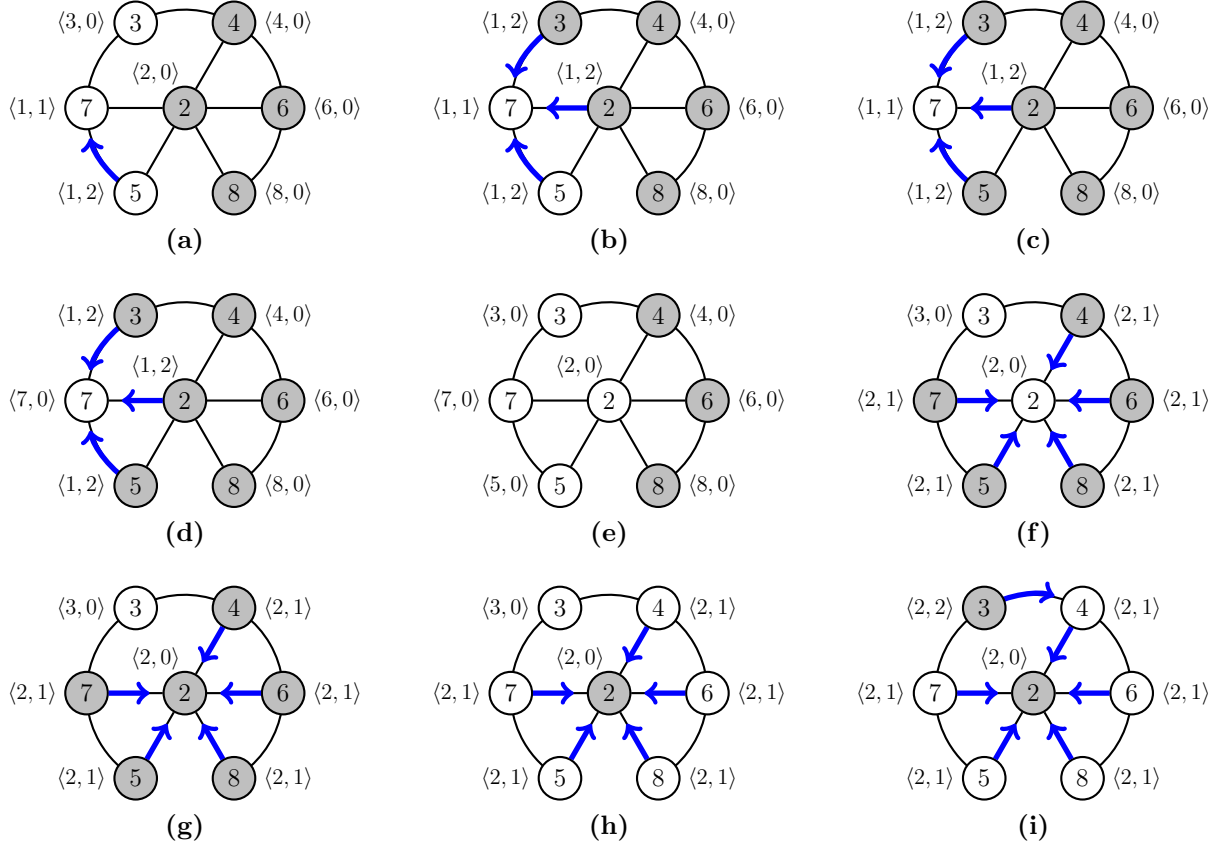 ⟨3, 0⟩ 3 4 ⟨4, 0⟩
⟨2, 0⟩
⟨1, 1⟩ 7 2 6 ⟨6, 0⟩
⟨1, 2⟩ 5 8 ⟨8, 0⟩
(a)
⟨1, 2⟩ 3 4 ⟨4, 0⟩
⟨1, 2⟩
⟨1, 1⟩ 7 2 6 ⟨6, 0⟩
⟨1, 2⟩ 5 8 ⟨8, 0⟩
(b)
⟨1, 2⟩ 3 4 ⟨4, 0⟩
⟨1, 2⟩
⟨1, 1⟩ 7 2 6 ⟨6, 0⟩
⟨1, 2⟩ 5 8 ⟨8, 0⟩
(c)
⟨1, 2⟩ 3 4 ⟨4, 0⟩
⟨1, 2⟩
⟨7, 0⟩ 7 2 6 ⟨6, 0⟩
⟨1, 2⟩ 5 8 ⟨8, 0⟩
(d)
⟨3, 0⟩ 3 4 ⟨4, 0⟩
⟨2, 0⟩
⟨7, 0⟩ 7 2 6 ⟨6, 0⟩
⟨5, 0⟩ 5 8 ⟨8, 0⟩
(e)
⟨3, 0⟩ 3 4 ⟨2, 1⟩
⟨2, 0⟩
⟨2, 1⟩ 7 2 6 ⟨2, 1⟩
⟨2, 1⟩ 5 8 ⟨2, 1⟩
(f)
⟨3, 0⟩ 3 4 ⟨2, 1⟩
⟨2, 0⟩
⟨2, 1⟩ 7 2 6 ⟨2, 1⟩
⟨2, 1⟩ 5 8 ⟨2, 1⟩
(g)
⟨3, 0⟩ 3 4 ⟨2, 1⟩
⟨2, 0⟩
⟨2, 1⟩ 7 2 6 ⟨2, 1⟩
⟨2, 1⟩ 5 8 ⟨2, 1⟩
(h)
⟨2, 2⟩ 3 4 ⟨2, 1⟩
⟨2, 0⟩
⟨2, 1⟩ 7 2 6 ⟨2, 1⟩
⟨2, 1⟩ 5 8 ⟨2, 1⟩
(i)